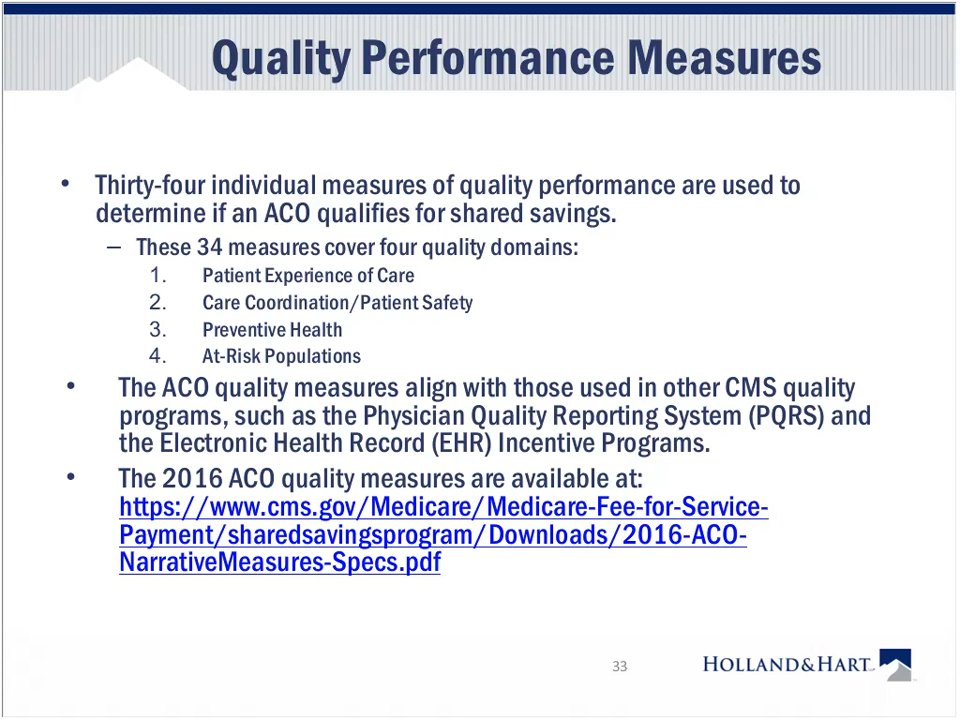 Quality Performance Measures
• Thirty-four individual measures of quality performance are used to
determine if an ACO qualifies for shared savings.
– These 34 measures cover four quality domains:
1. Patient Experience of Care
2. Care Coordination/Patient Safety
3. Preventive Health
4. At-Risk Populations
• The ACO quality measures align with those used in other CMS quality
programs, such as the Physician Quality Reporting System (PQRS) and
the Electronic Health Record (EHR) Incentive Programs.
• The 2016 ACO quality measures are available at:
https://www.cms.gov/Medicare/Medicare-Fee-for-Service-
Payment/sharedsavingsprogram/Downloads/2016-ACO-
NarrativeMeasures-Specs.pdf
33
HOLLAND&HART